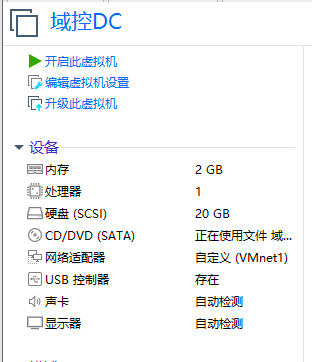 域控DC
开启此虚拟机
编辑虚拟机设置
升级此虚拟机
设备
内存 2 GB
处理器 1
硬盘 (SCSI) 20 GB
CD/DVD (SATA) 正在使用文件 域...
网络适配器 自定义 (VMnet1)
USB 控制器 存在
声卡 自动检测
显示器 自动检测